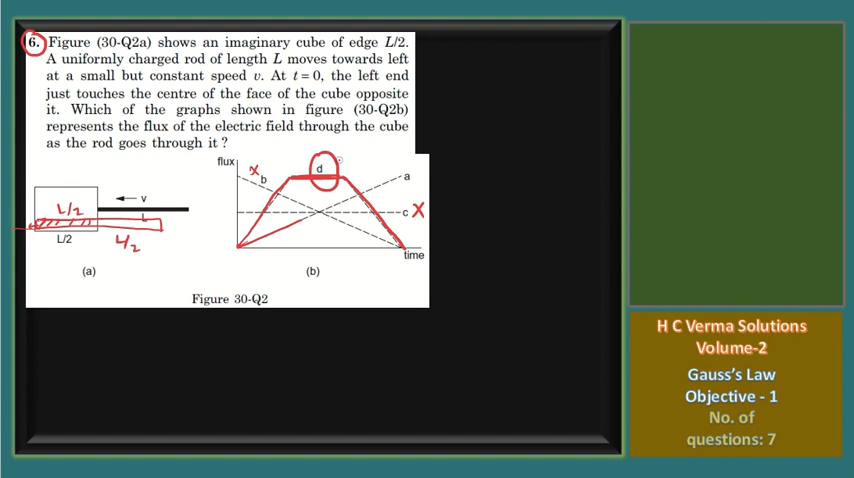 6. Figure (30-Q2a) shows an imaginary cube of edge L/2.
A uniformly charged rod of length L moves towards left
at a small but constant speed v. At t = 0, the left end
just touches the centre of the face of the cube opposite
it. Which of the graphs shown in figure (30-Q2b)
represents the flux of the electric field through the cube
as the rod goes through it ?
flux
x
b
d
a
c x
time
v
L/2
L
L/2
L/2
(a)
(b)
Figure 30-Q2
H C Verma Solutions
Volume-2
Gauss's Law
Objective - 1
No. of
questions: 7